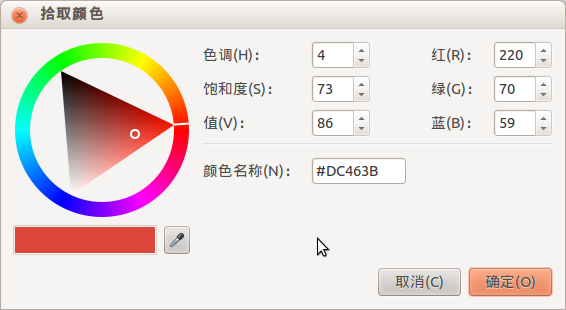 拾取颜色
色调(H): 4 红(R): 220
饱和度(S): 73 绿(G): 70
值(V): 86 蓝(B): 59
颜色名称(N): #DC463B
取消(C) 确定(O)